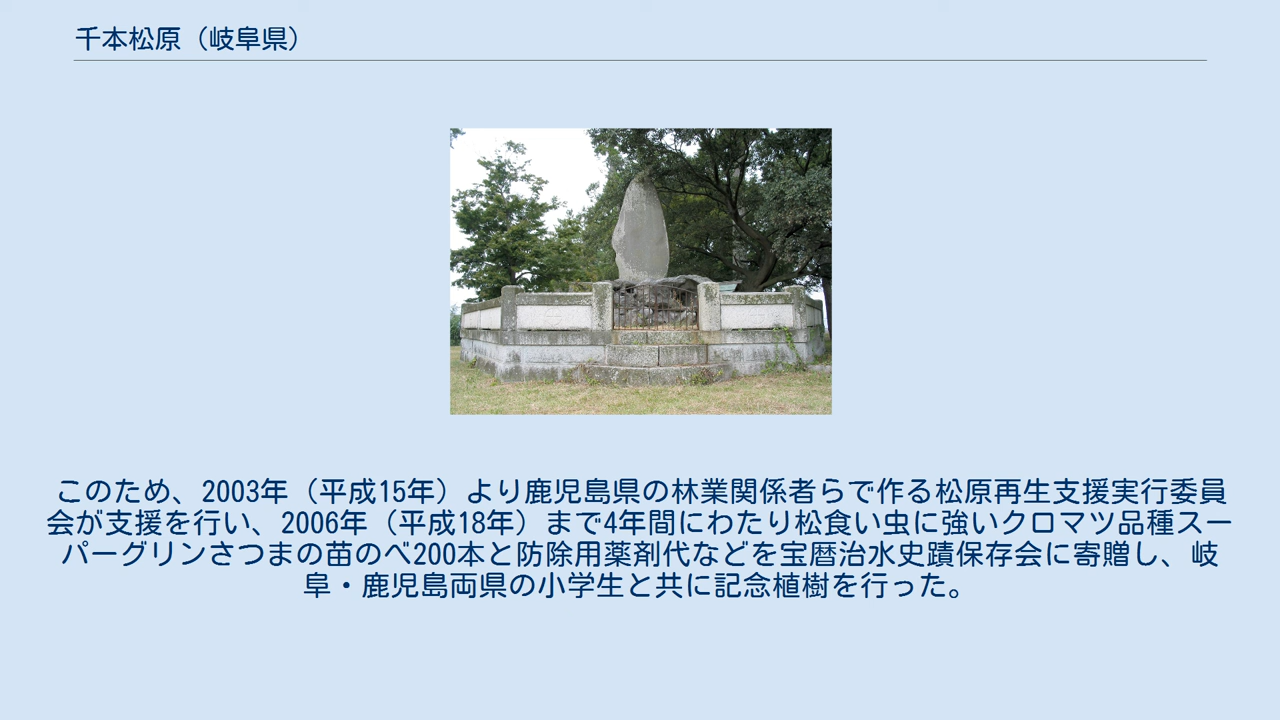 千本松原（岐阜県）
このため、2003年（平成15年）より鹿児島県の林業関係者らで作る松原再生支援実行委員
会が支援を行い、2006年（平成18年）まで4年間にわたり松食い虫に強いクロマツ品種スー
パーグリンさつまの苗のべ200本と防除用薬剤代などを宝暦治水史蹟保存会に寄贈し、岐
阜・鹿児島両県の小学生と共に記念植樹を行った。